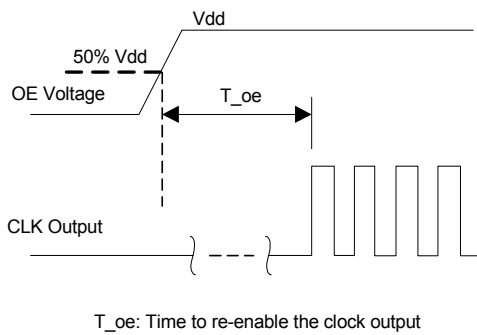 Vdd
50% Vdd
OE Voltage
T_oe
CLK Output
T_oe: Time to re-enable the clock output